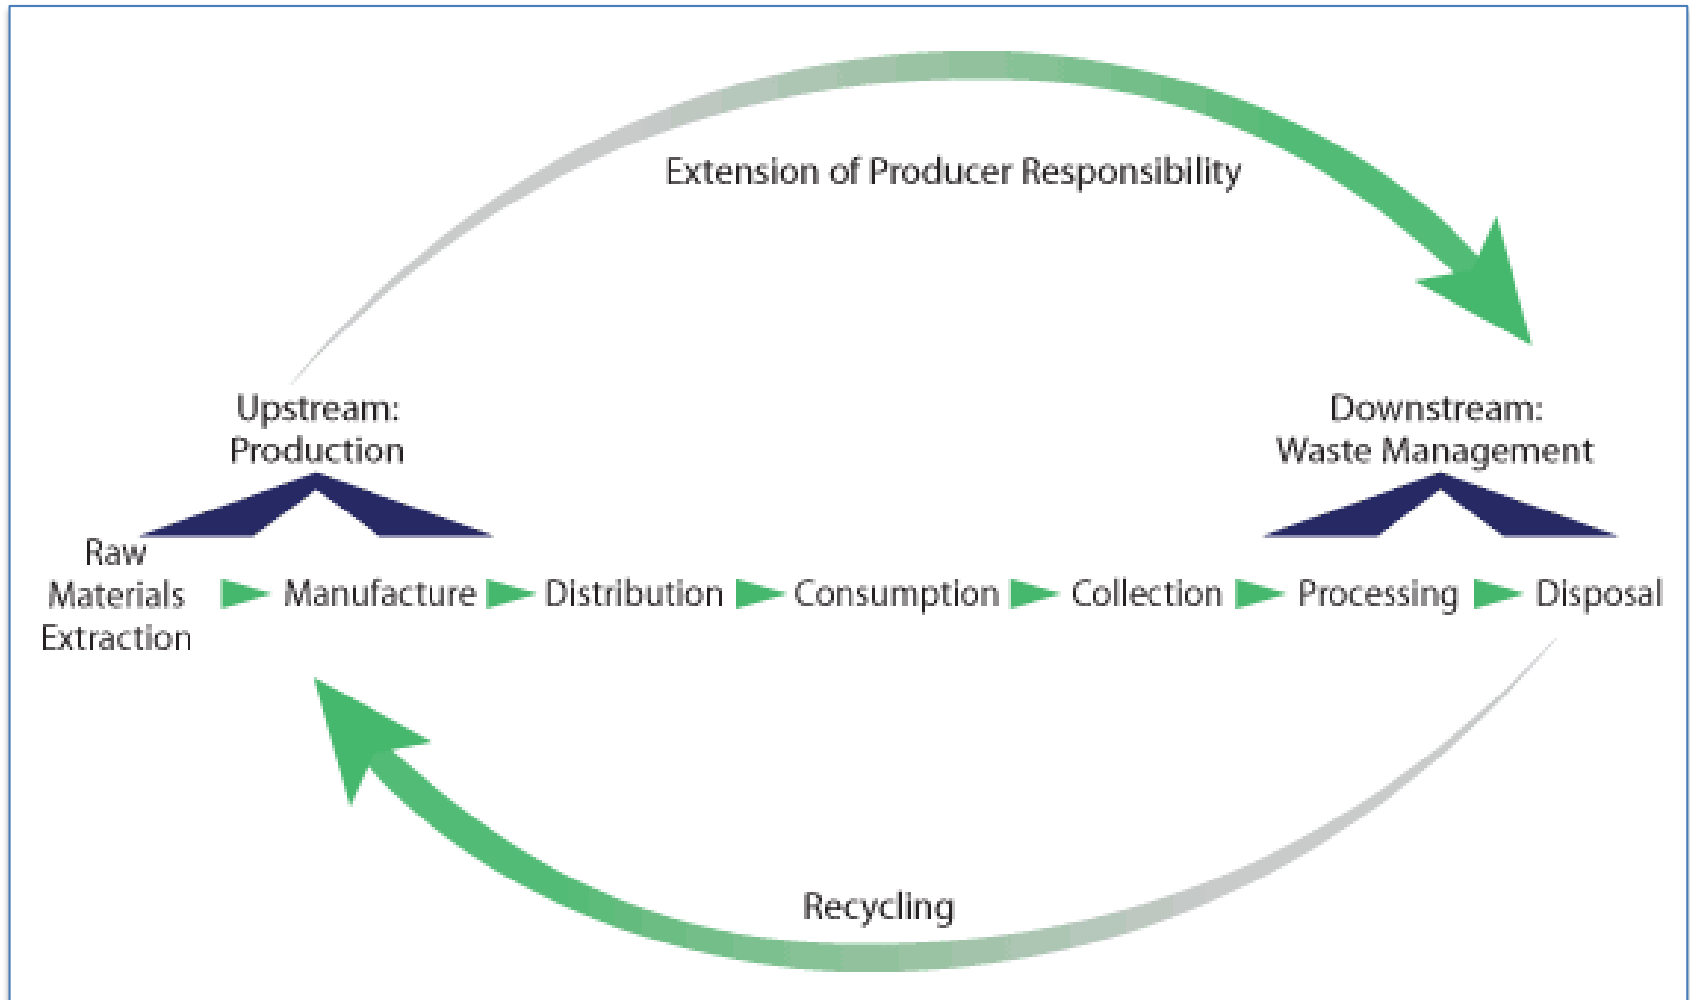 Extension of Producer Responsibility
Upstream:
Production
Downstream:
Waste Management
Raw
Materials
Extraction
Manufacture
Distribution
Consumption
Collection
Processing
Disposal
Recycling